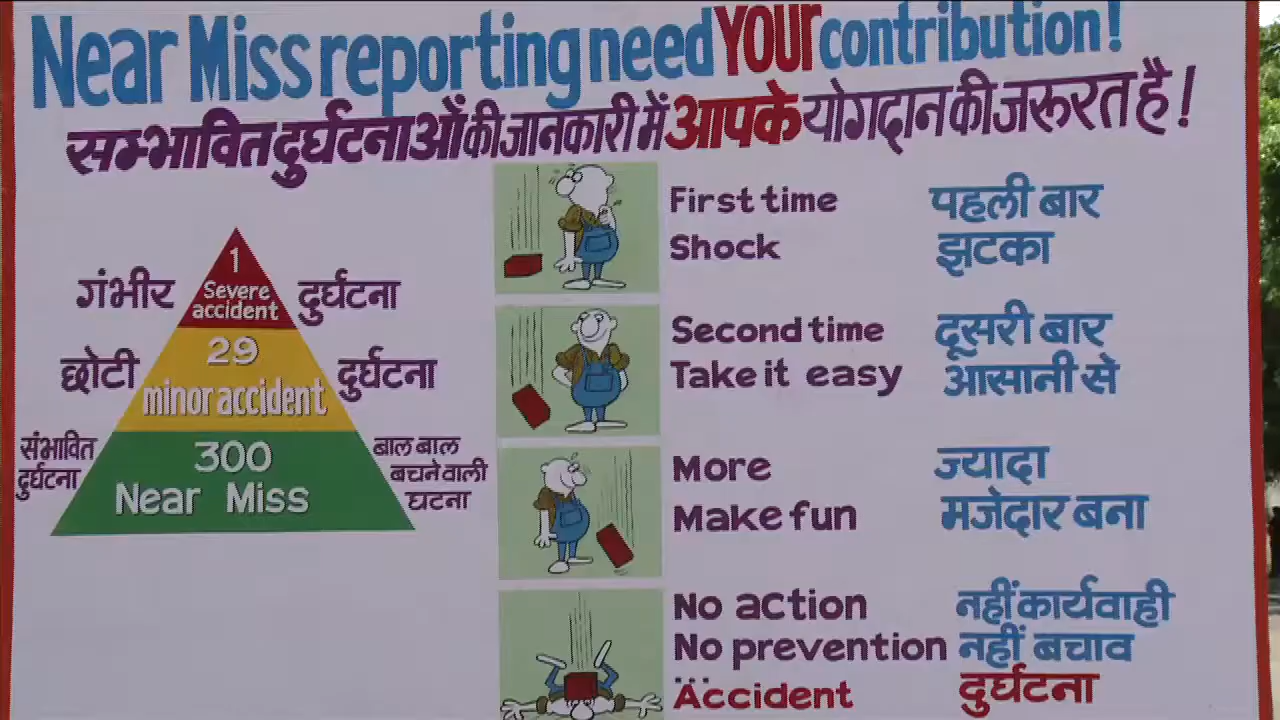 Near Miss reporting need YOUR contribution!
सम्भावित दुर्घटनाओं की जानकारी में आपके योगदान की जरूरत है!
1
गंभीर Severe accident दुर्घटना
29
छोटी minor accident दुर्घटना
300
संभावित दुर्घटना Near Miss बाल बाल बचने वाली घटना
First time पहली बार
Shock झटका
Second time दूसरी बार
Take it easy आसानी से
More ज्यादा
Make fun मजेदार बना
No action नहीं कार्यवाही
No prevention नहीं बचाव
...
Accident दुर्घटना